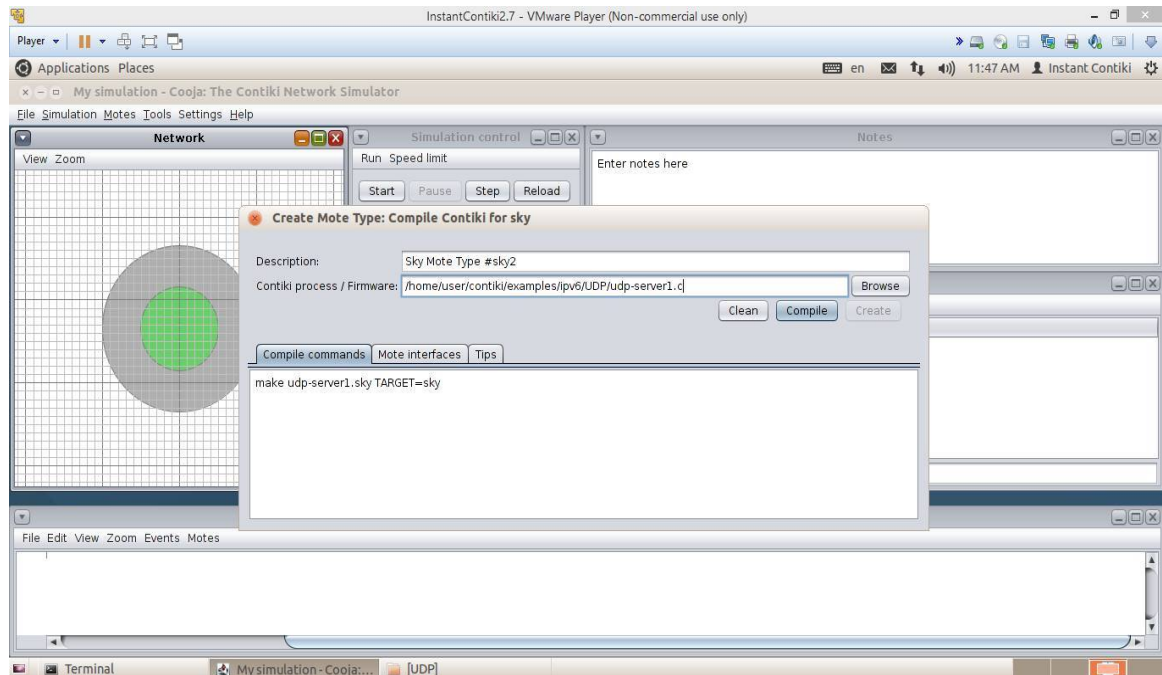 InstantContiki2.7 - VMware Player (Non-commercial use only)
Player
Applications Places
en
11:47 AM
Instant Contiki
My simulation - Cooja: The Contiki Network Simulator
File Simulation Motes Tools Settings Help
Network
View Zoom
Simulation control
Run Speed limit
Start Pause Step Reload
Notes
Enter notes here
Create Mote Type: Compile Contiki for sky
Description: Sky Mote Type #sky2
Contiki process / Firmware: /home/user/contiki/examples/ipv6/UDP/udp-server1.c Browse
Clean Compile Create
Compile commands Mote interfaces Tips
make udp-server1.sky TARGET=sky
File Edit View Zoom Events Motes
Terminal
My simulation - Cooja:...
[UDP]